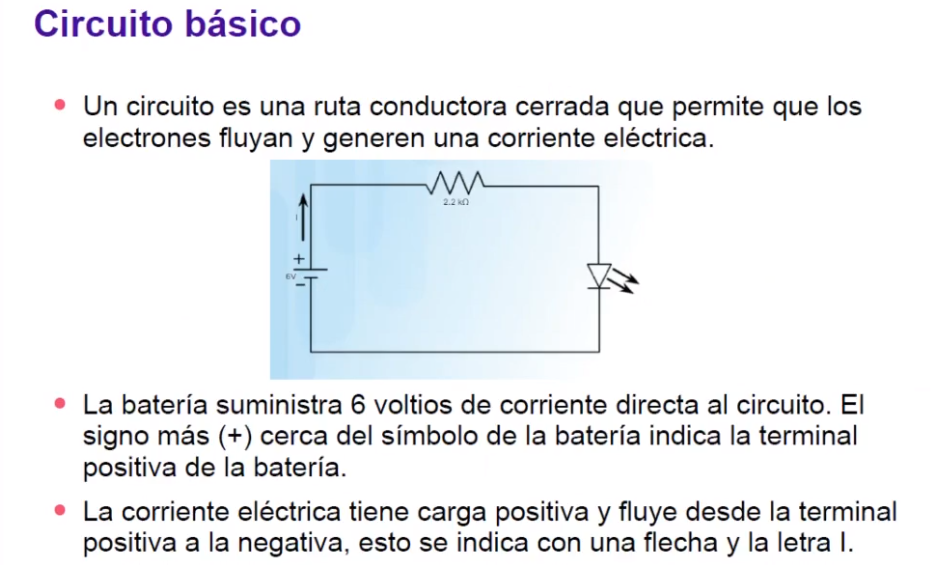 Circuito básico
Un circuito es una ruta conductora cerrada que permite que los
electrones fluyan y generen una corriente eléctrica.
2.2 kΩ
I
+
6V
−
La batería suministra 6 voltios de corriente directa al circuito. El
signo más (+) cerca del símbolo de la batería indica la terminal
positiva de la batería.
La corriente eléctrica tiene carga positiva y fluye desde la terminal
positiva a la negativa, esto se indica con una flecha y la letra I.